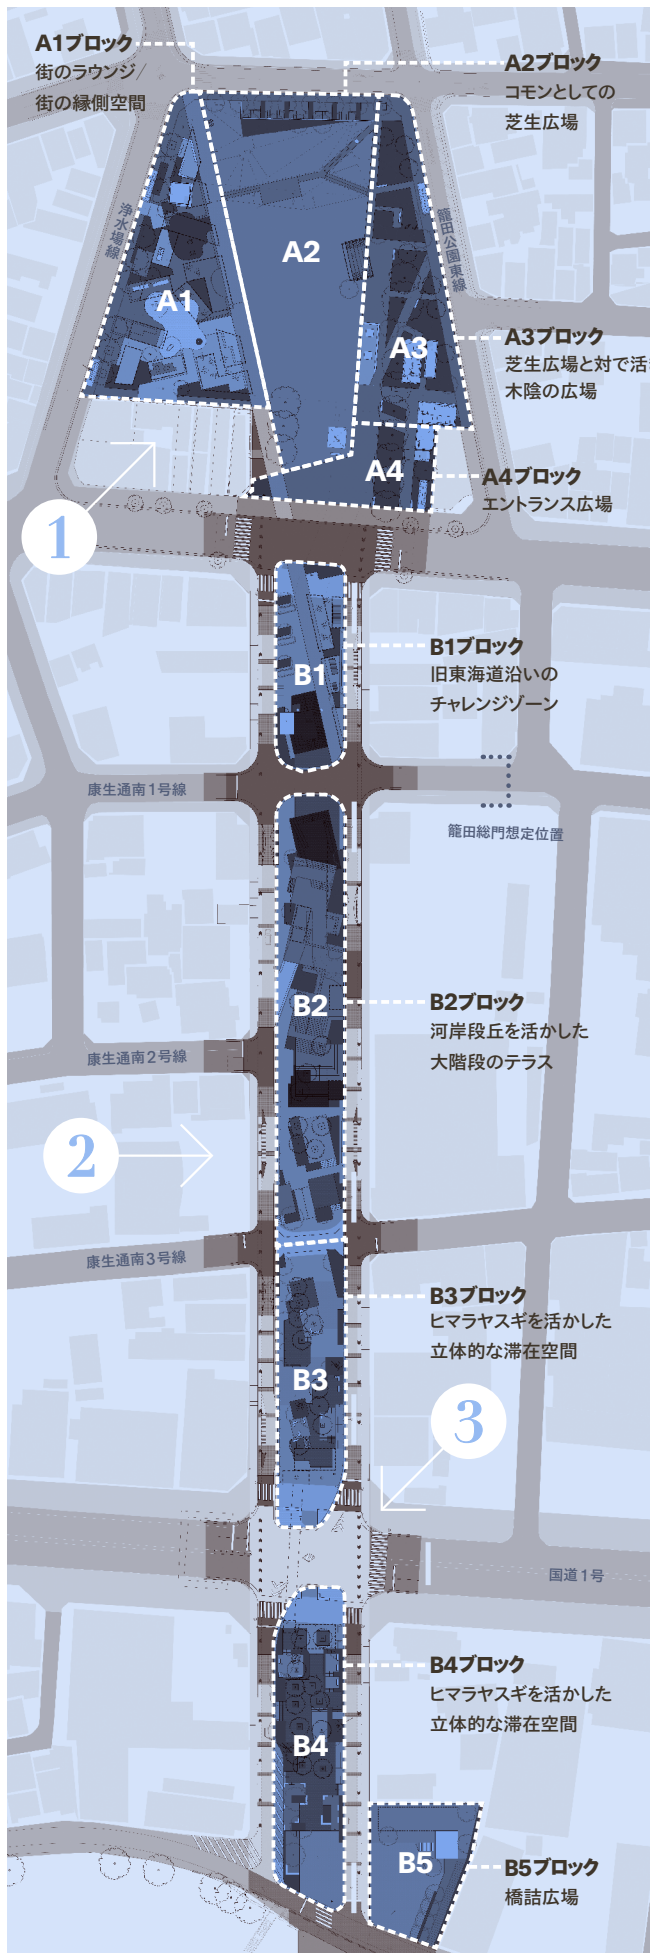 A1ブロック
街のラウンジ/
街の縁側空間
A2ブロック
コモンとしての
芝生広場
浄水場線
籠田公園東線
A2
A1
A3
A3ブロック
芝生広場と対で活
木陰の広場
A4
A4ブロック
エントランス広場
1
B1ブロック
旧東海道沿いの
チャレンジゾーン
B1
康生通南1号線
籠田総門想定位置
B2
B2ブロック
河岸段丘を活かした
大階段のテラス
康生通南2号線
2
康生通南3号線
B3ブロック
ヒマラヤスギを活かした
立体的な滞在空間
B3
3
国道1号
B4ブロック
ヒマラヤスギを活かした
立体的な滞在空間
B4
B5
B5ブロック
橋詰広場